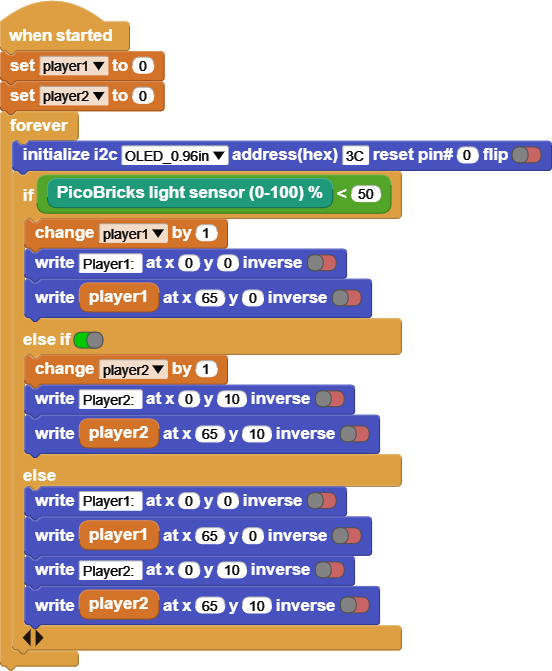 when started
set player1 to 0
set player2 to 0
forever
initialize i2c OLED_0.96in address(hex) 3C reset pin# 0 flip
if PicoBricks light sensor (0-100) % < 50
change player1 by 1
write Player1: at x 0 y 0 inverse
write player1 at x 65 y 0 inverse
else if
change player2 by 1
write Player2: at x 0 y 10 inverse
write player2 at x 65 y 10 inverse
else
write Player1: at x 0 y 0 inverse
write player1 at x 65 y 0 inverse
write Player2: at x 0 y 10 inverse
write player2 at x 65 y 10 inverse